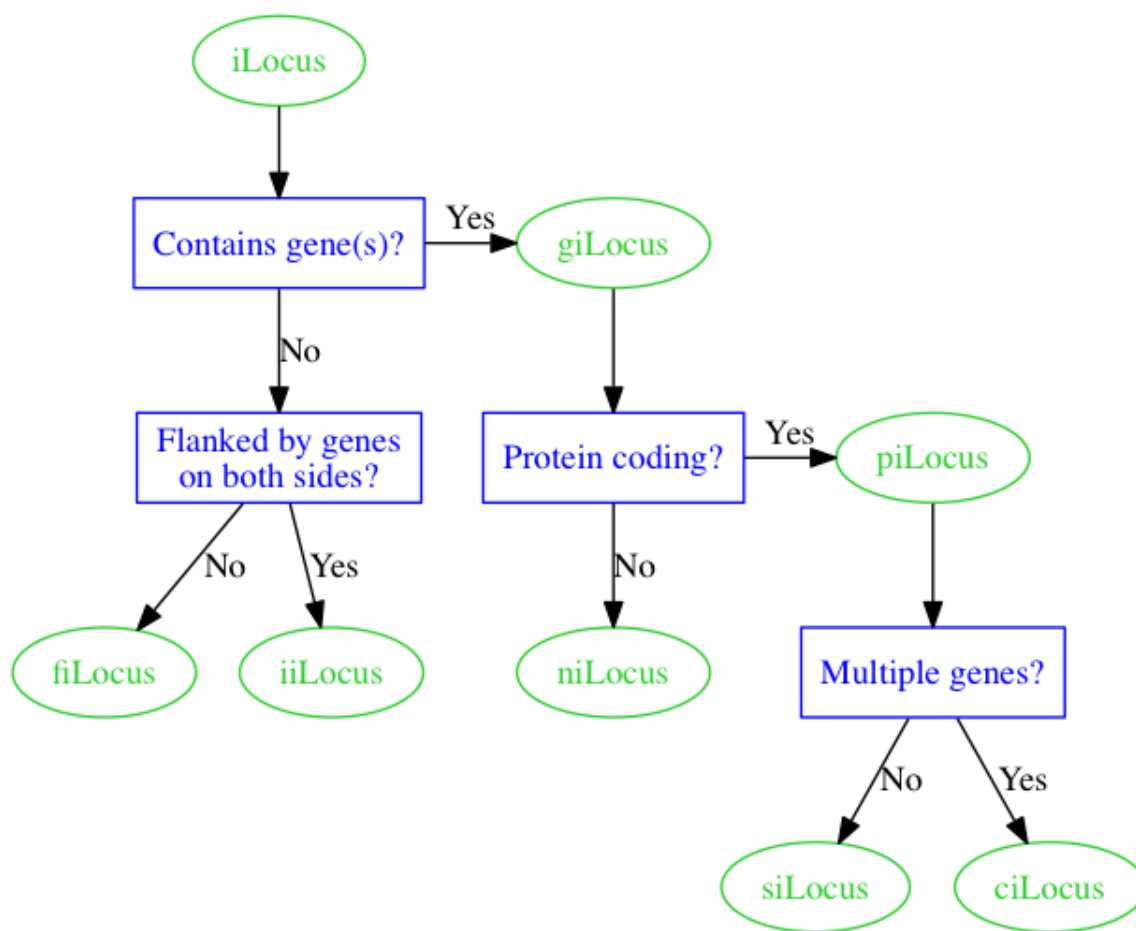 iLocus
Contains gene(s)?
Yes
giLocus
No
Flanked by genes
on both sides?
Protein coding?
Yes
piLocus
No
Yes
No
fiLocus
iiLocus
niLocus
Multiple genes?
No
Yes
siLocus
ciLocus